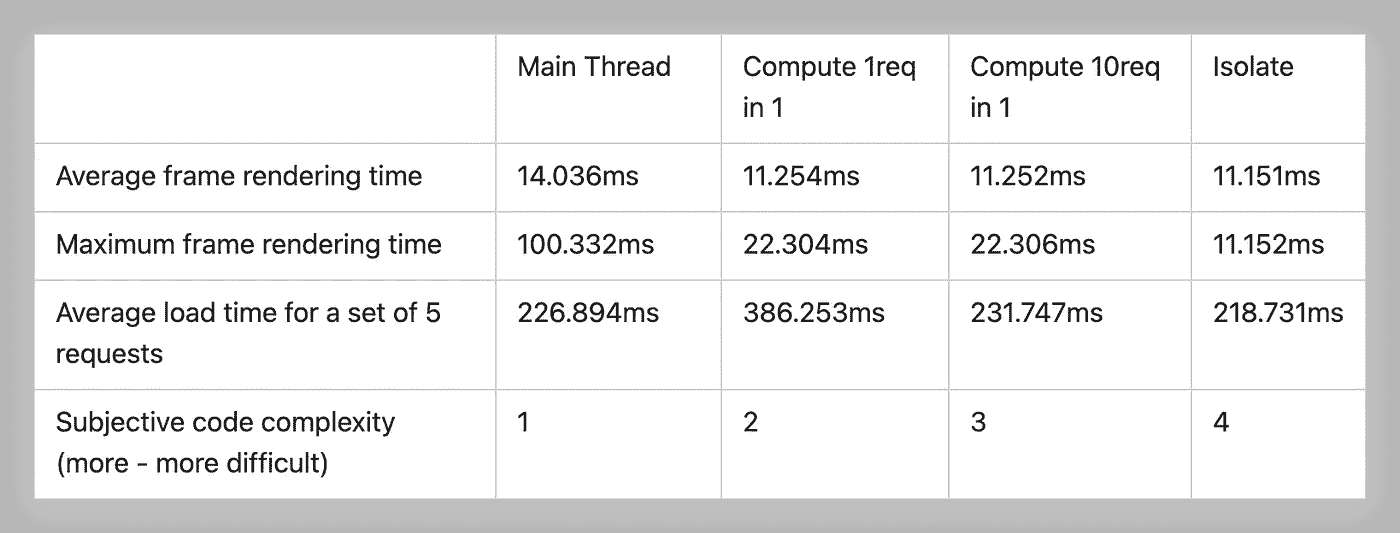 Main Thread
Compute 1req
in 1
Compute 10req
in 1
Isolate
Average frame rendering time
14.036ms
11.254ms
11.252ms
11.151ms
Maximum frame rendering time
100.332ms
22.304ms
22.306ms
11.152ms
Average load time for a set of 5
requests
226.894ms
386.253ms
231.747ms
218.731ms
Subjective code complexity
(more - more difficult)
1
2
3
4